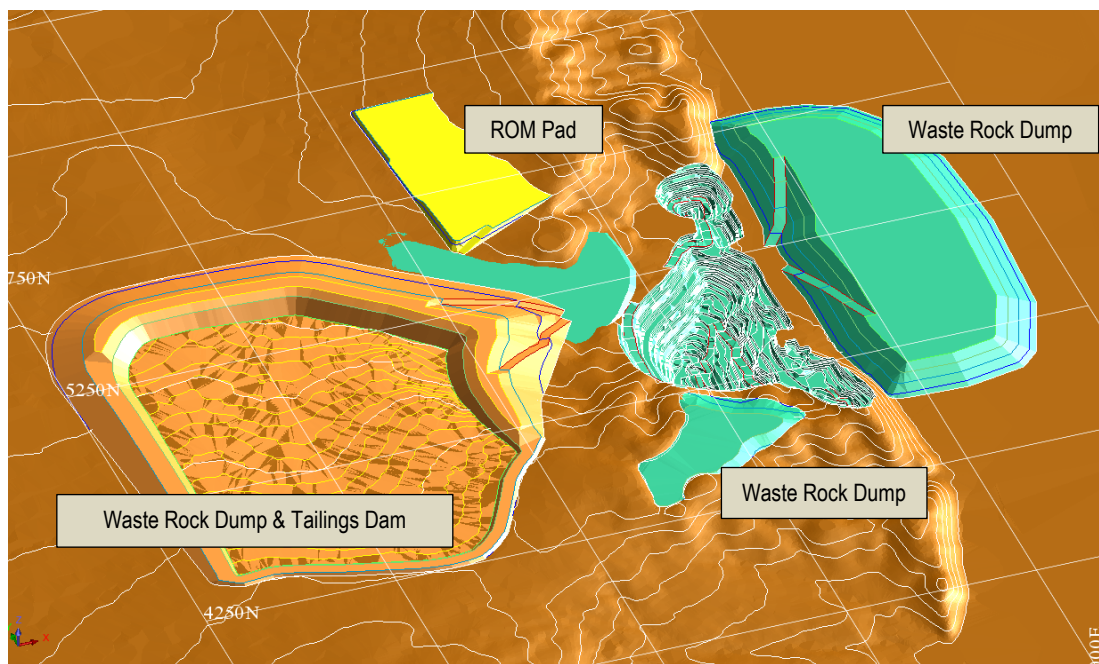 ROM Pad
Waste Rock Dump
750N
5250N
Waste Rock Dump
Waste Rock Dump & Tailings Dam
4250N
X
Z